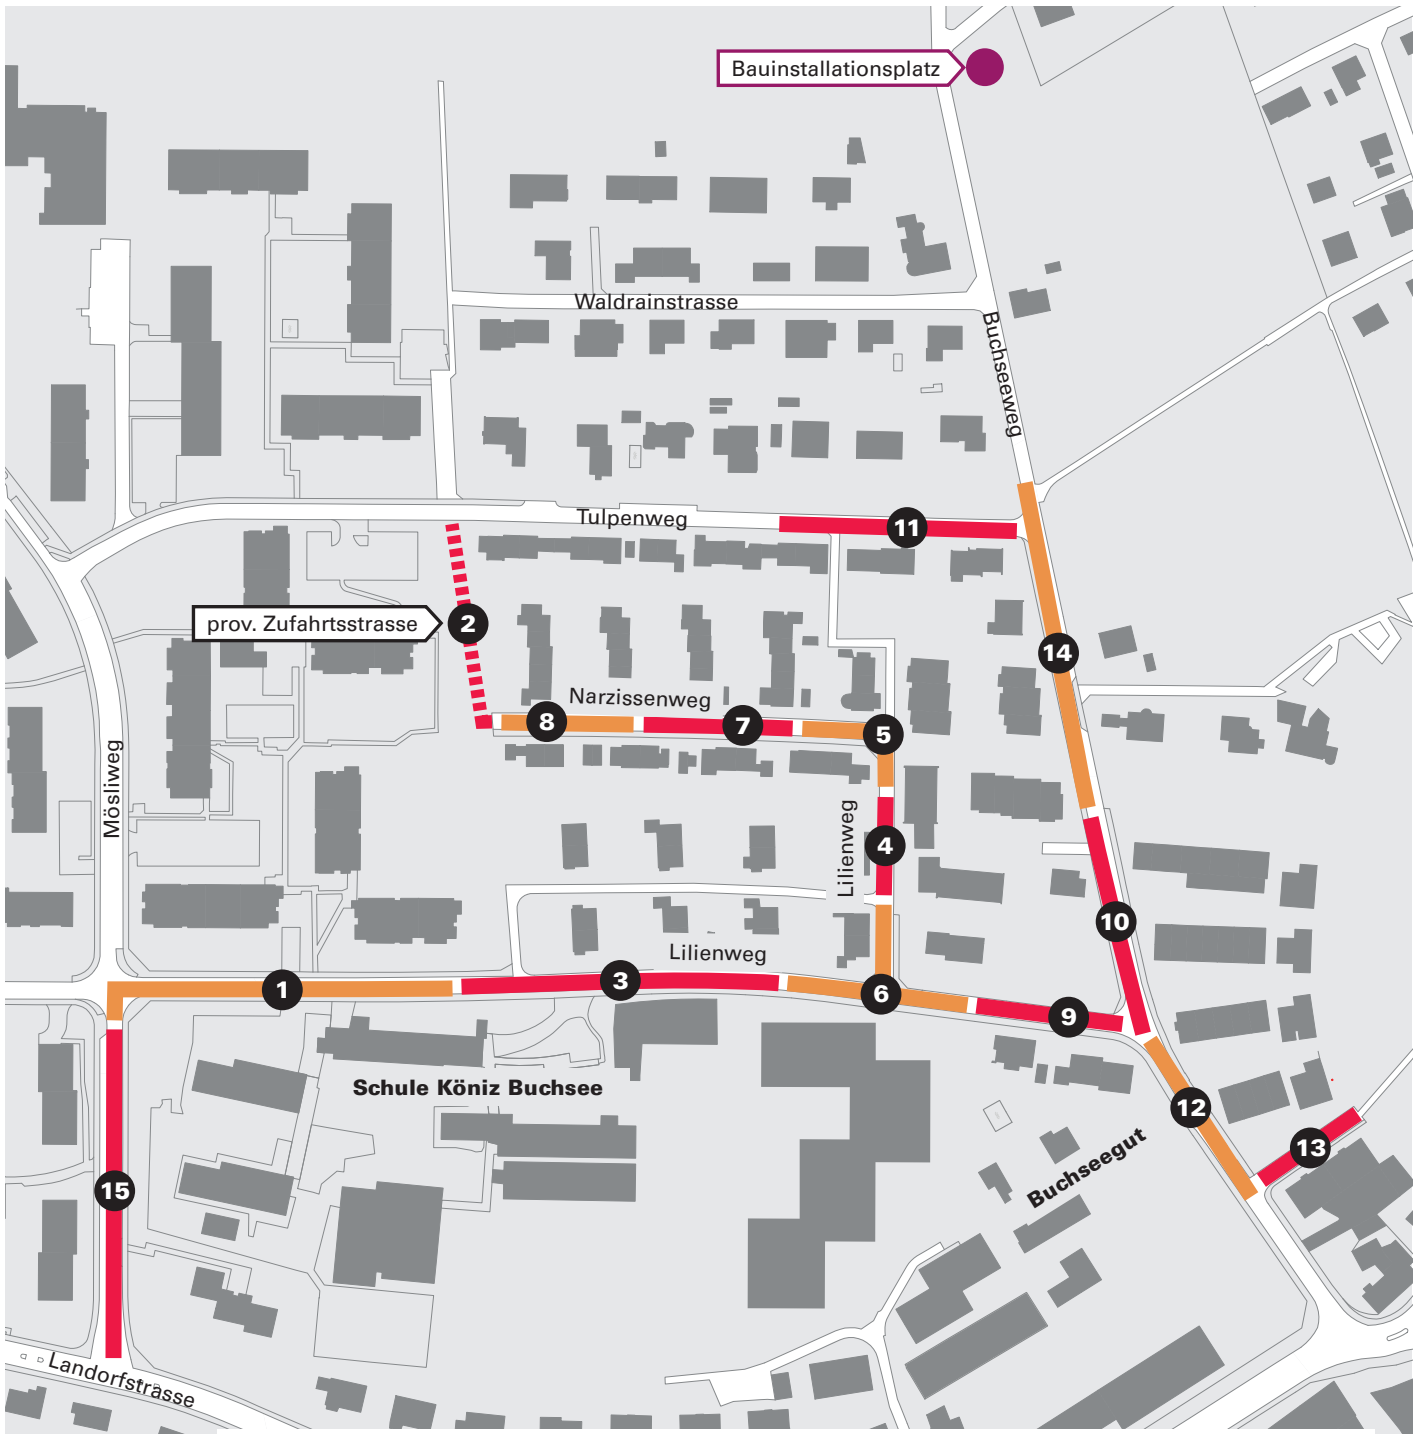 Bauinstallationsplatz
Waldrainstrasse
Buchseeweg
Tulpenweg
11
prov. Zufahrtsstrasse
2
14
Narzissenweg
8
7
5
Mösliweg
Lilienweg
4
10
Lilienweg
3
1
6
9
Schule Köniz Buchsee
12
13
Buchseegut
15
Landorfstrasse